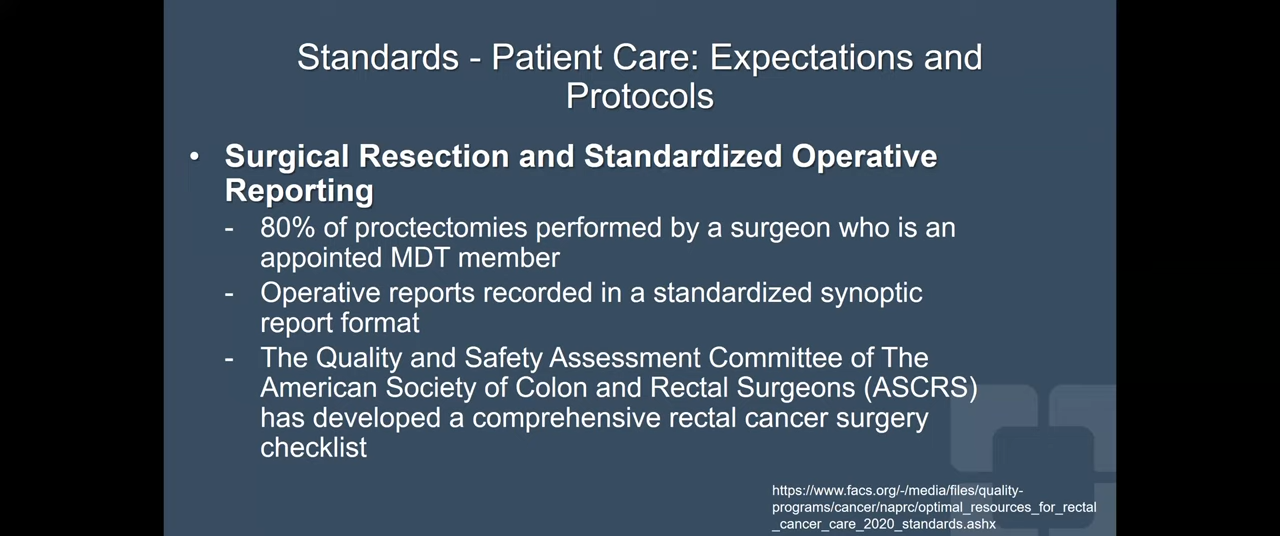 Standards - Patient Care: Expectations and
Protocols
• Surgical Resection and Standardized Operative
Reporting
- 80% of proctectomies performed by a surgeon who is an
appointed MDT member
- Operative reports recorded in a standardized synoptic
report format
- The Quality and Safety Assessment Committee of The
American Society of Colon and Rectal Surgeons (ASCRS)
has developed a comprehensive rectal cancer surgery
checklist
https://www.facs.org/-/media/files/quality-
programs/cancer/naprc/optimal_resources_for_rectal
_cancer_care_2020_standards.ashx